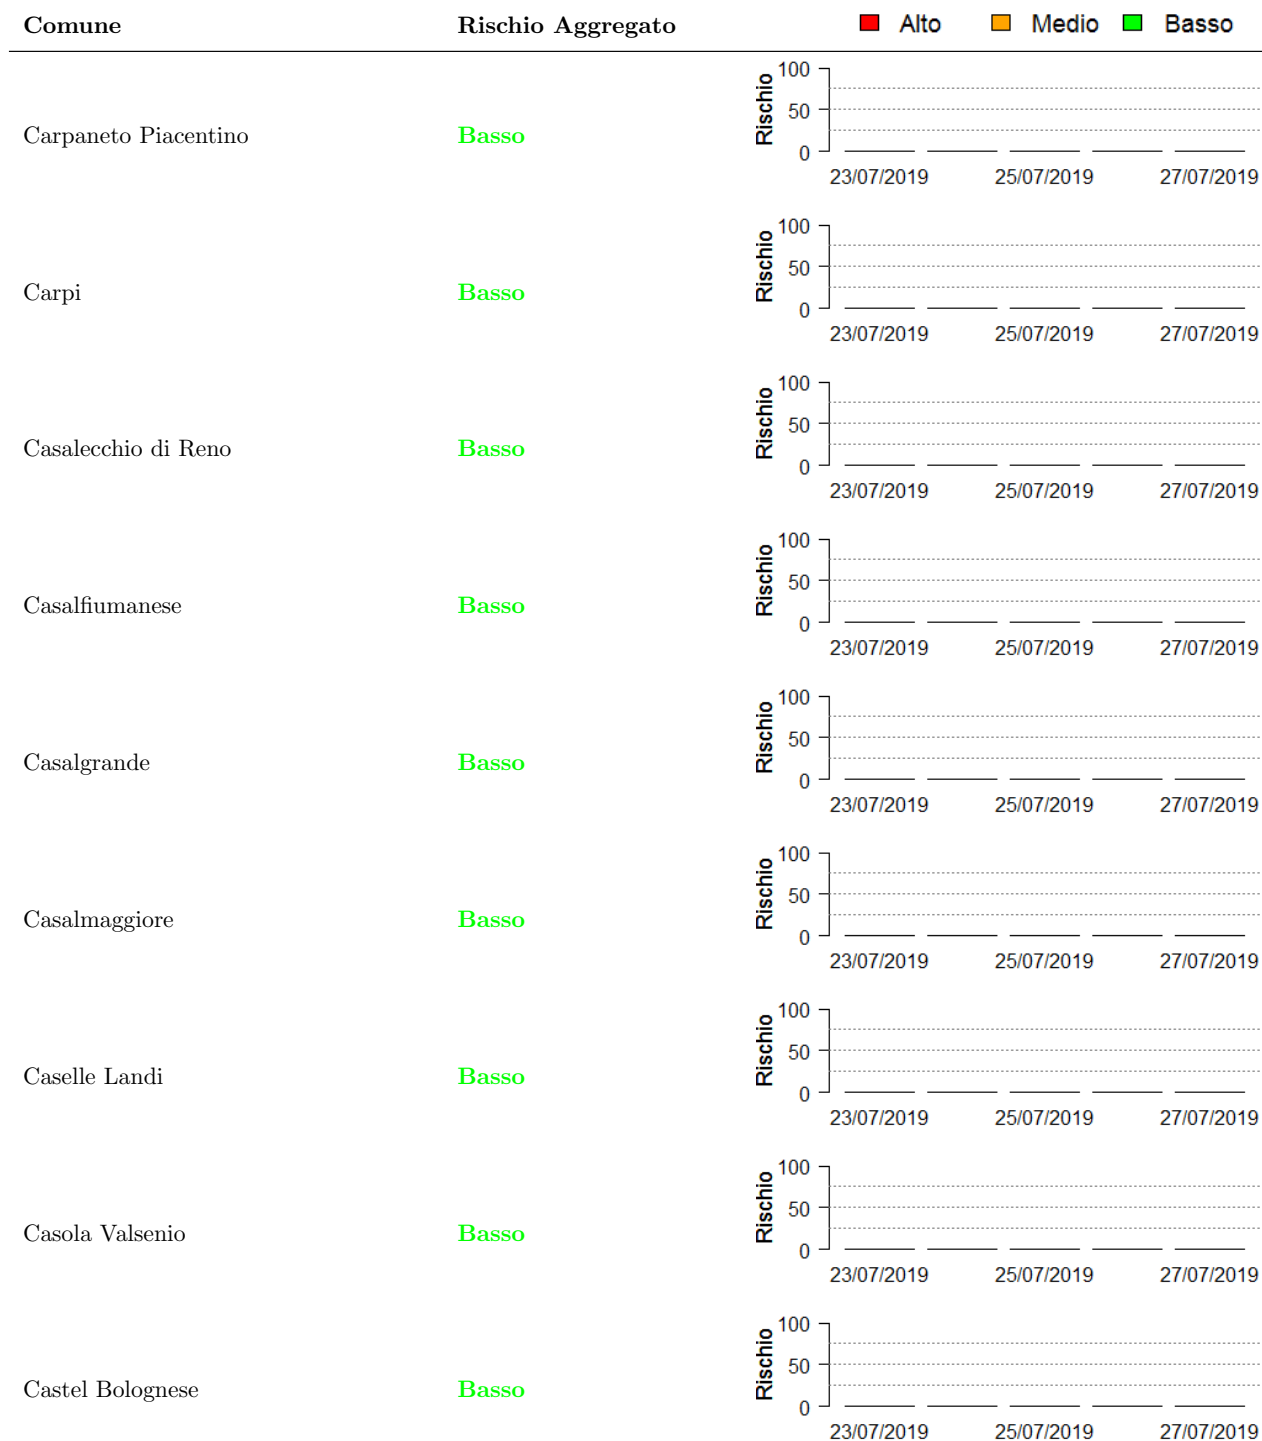 Comune Rischio Aggregato Alto Medio Basso
Carpaneto Piacentino Basso
Rischio
100
50
0
23/07/2019 25/07/2019 27/07/2019
Carpi Basso
Rischio
100
50
0
23/07/2019 25/07/2019 27/07/2019
Casalecchio di Reno Basso
Rischio
100
50
0
23/07/2019 25/07/2019 27/07/2019
Casalfiumanese Basso
Rischio
100
50
0
23/07/2019 25/07/2019 27/07/2019
Casalgrande Basso
Rischio
100
50
0
23/07/2019 25/07/2019 27/07/2019
Casalmaggiore Basso
Rischio
100
50
0
23/07/2019 25/07/2019 27/07/2019
Caselle Landi Basso
Rischio
100
50
0
23/07/2019 25/07/2019 27/07/2019
Casola Valsenio Basso
Rischio
100
50
0
23/07/2019 25/07/2019 27/07/2019
Castel Bolognese Basso
Rischio
100
50
0
23/07/2019 25/07/2019 27/07/2019